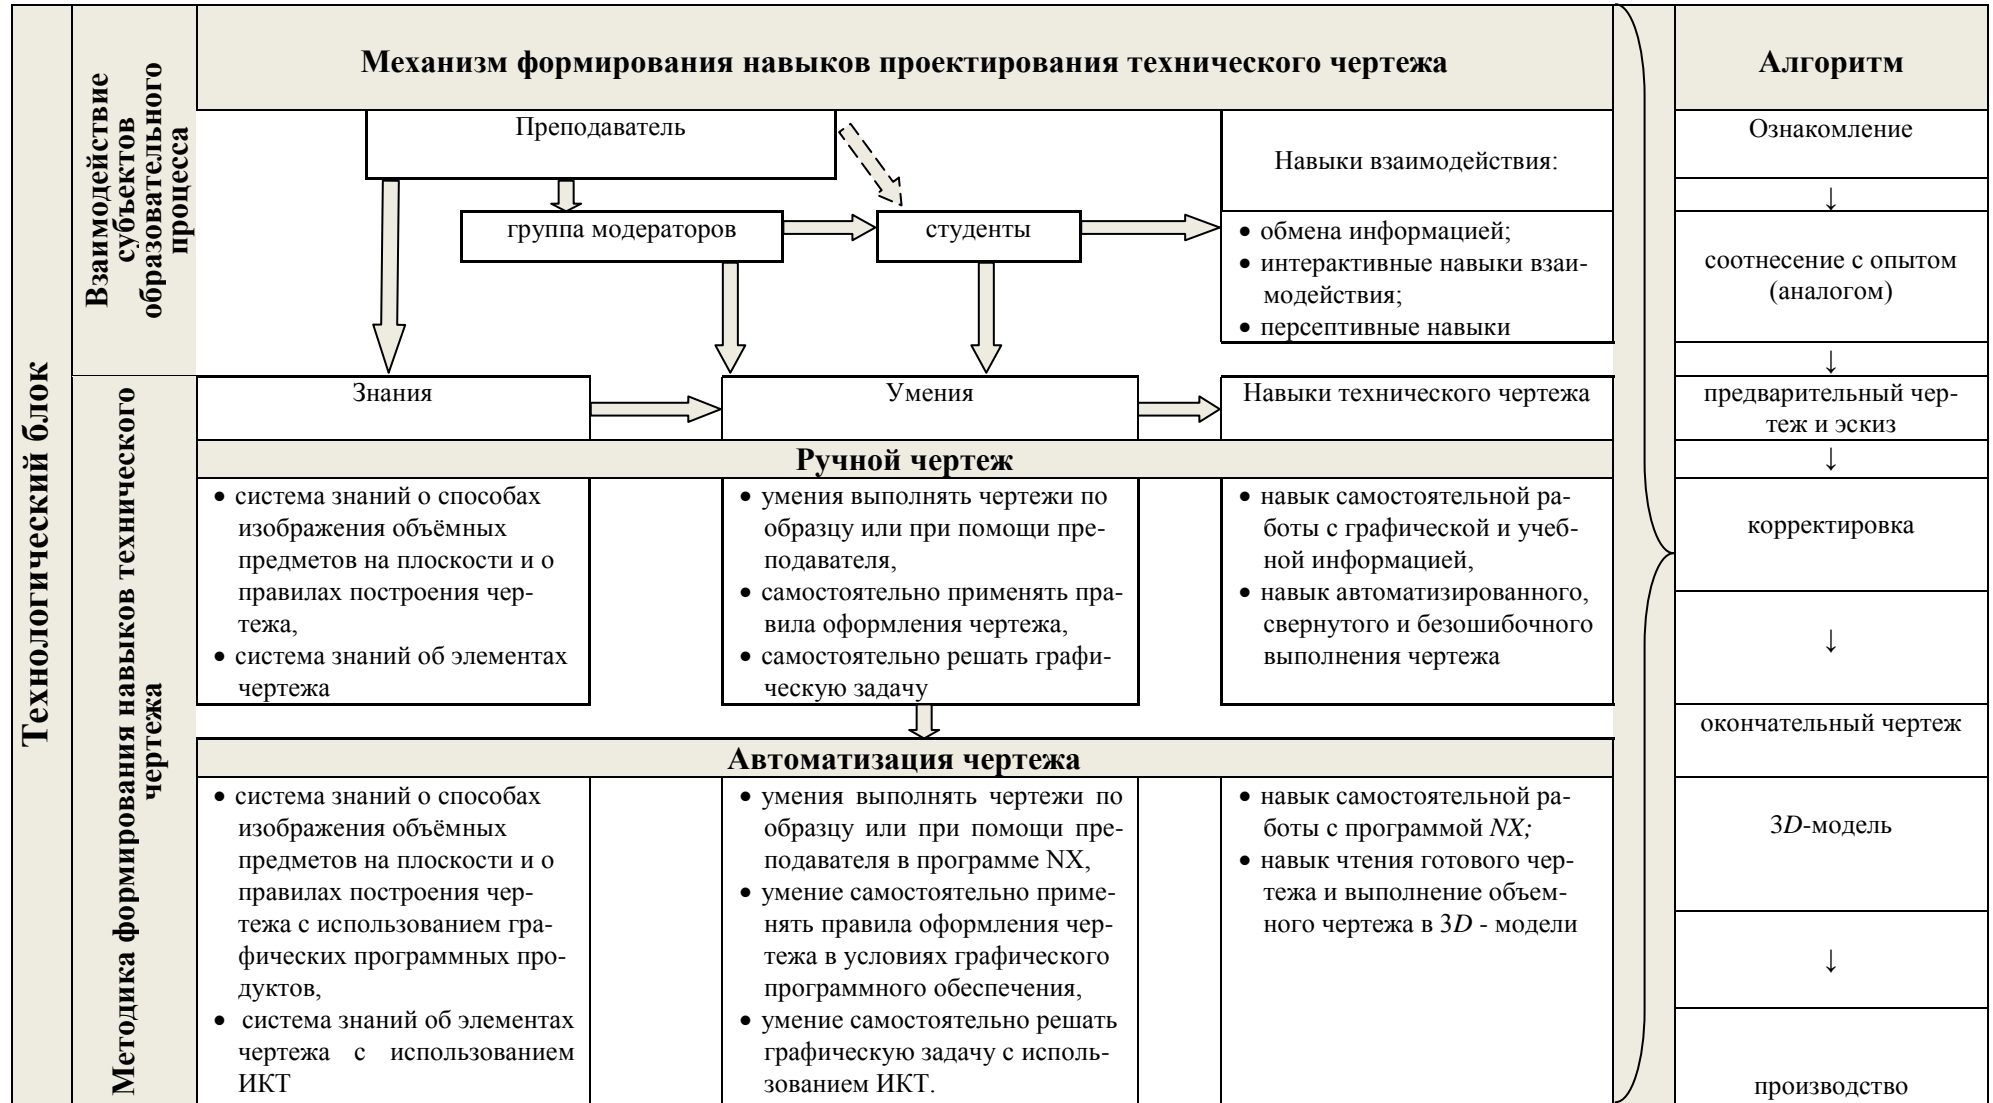 Технологический блок
Взаимодействие
субъектов
образовательного
процесса
Методика формирования навыков технического
чертежа
Механизм формирования навыков проектирования технического чертежа
Преподаватель
группа модераторов
студенты
Навыки взаимодействия:
• обмена информацией;
• интерактивные навыки взаи-
модействия;
• персептивные навыки
Знания
Умения
Навыки технического чертежа
Ручной чертеж
• система знаний о способах
изображения объёмных
предметов на плоскости и о
правилах построения чер-
тежа,
• система знаний об элементах
чертежа
• умения выполнять чертежи по
образцу или при помощи пре-
подавателя,
• самостоятельно применять пра-
вила оформления чертежа,
• самостоятельно решать графи-
ческую задачу
• навык самостоятельной ра-
боты с графической и учеб-
ной информацией,
• навык автоматизированного,
свернутого и безошибочного
выполнения чертежа
Автоматизация чертежа
• система знаний о способах
изображения объёмных
предметов на плоскости и о
правилах построения чер-
тежа с использованием гра-
фических программных про-
дуктов,
• система знаний об элементах
чертежа с использованием
ИКТ
• умения выполнять чертежи по
образцу или при помощи пре-
подавателя в программе NX,
• умение самостоятельно приме-
нять правила оформления чер-
тежа в условиях графического
программного обеспечения,
• умение самостоятельно решать
графическую задачу с исполь-
зованием ИКТ.
• навык самостоятельной ра-
боты с программой NX;
• навык чтения готового чер-
тежа и выполнение объем-
ного чертежа в 3D - модели
Алгоритм
Ознакомление
↓
соотнесение с опытом
(аналогом)
↓
предварительный чер-
теж и эскиз
↓
корректировка
↓
окончательный чертеж
3D-модель
↓
производство